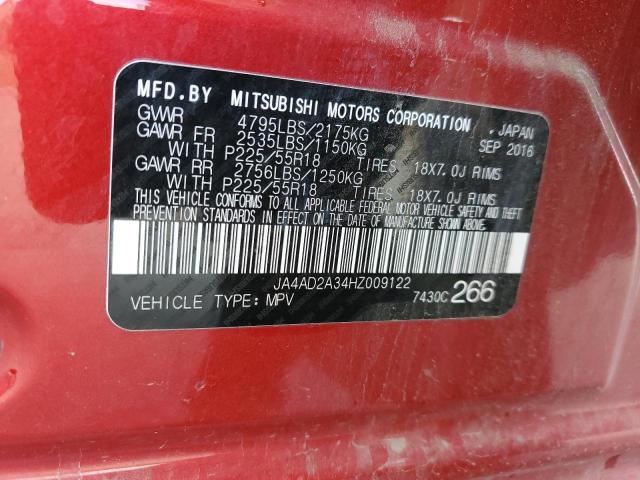 MFD.BY MITSUBISHI MOTORS CORPORATION , JAPAN
GVWR 4795LBS/2175KG SEP 2016
GAWR FR 2535LBS/1150KG
WITH P225/55R18 TIRES 18X7.0J RIMS
GAWR RR 2756LBS/1250KG
WITH P225/55R18 TIRES 18X7.0J RIMS
THIS VEHICLE CONFORMS TO ALL APPLICABLE FEDERAL MOTOR VEHICLE SAFETY AND THEFT
PREVENTION STANDARDS IN EFFECT ON THE DATE OF MANUFACTURE SHOWN ABOVE.
JA4AD2A34HZ009122
VEHICLE TYPE: MPV 7430C 266